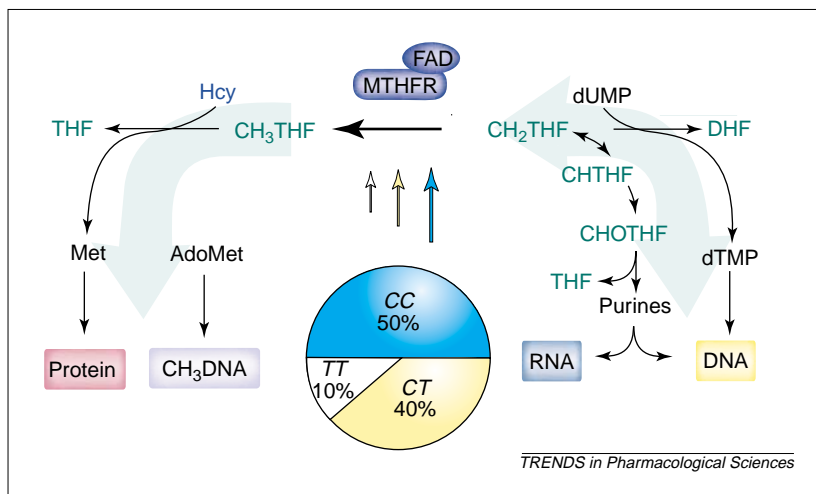 FAD
MTHFR
Hcy
dUMP
THF
CH₃THF
CH₂THF
DHF
CHTHF
CHOTHF
Met
AdoMet
dTMP
THF
Purines
CC
50%
Protein
CH₃DNA
TT
10%
CT
40%
RNA
DNA
TRENDS in Pharmacological Sciences